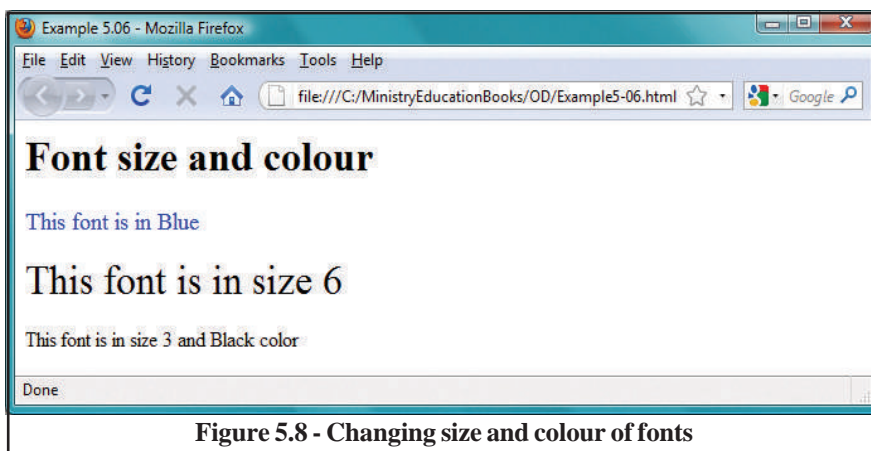 Example 5.06 - Mozilla Firefox
File Edit View History Bookmarks Tools Help
file:///C:/MinistryEducationBooks/OD/Example5-06.html Google
Font size and colour
This font is in Blue
This font is in size 6
This font is in size 3 and Black color
Done
Figure 5.8 - Changing size and colour of fonts